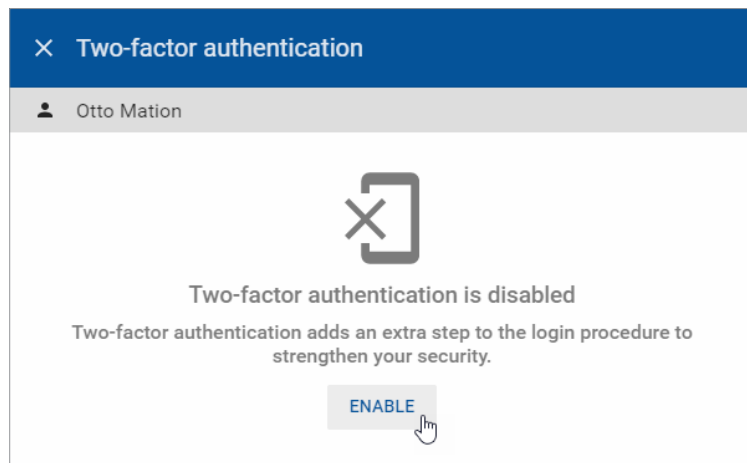 Two-factor authentication
Otto Mation
Two-factor authentication is disabled
Two-factor authentication adds an extra step to the login procedure to
strengthen your security.
ENABLE